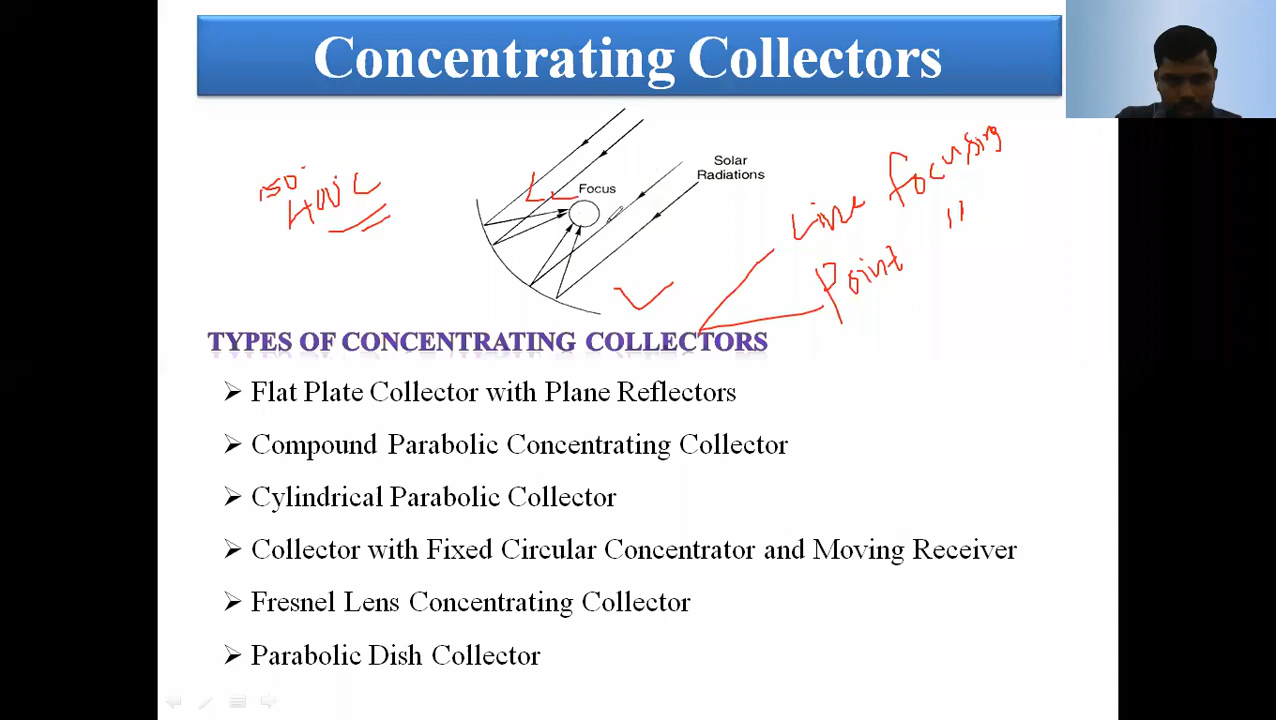 Concentrating Collectors
Solar
Radiations
Focus
150°
400°C
Line focusing
Point "
TYPES OF CONCENTRATING COLLECTORS
➢ Flat Plate Collector with Plane Reflectors
➢ Compound Parabolic Concentrating Collector
➢ Cylindrical Parabolic Collector
➢ Collector with Fixed Circular Concentrator and Moving Receiver
➢ Fresnel Lens Concentrating Collector
➢ Parabolic Dish Collector